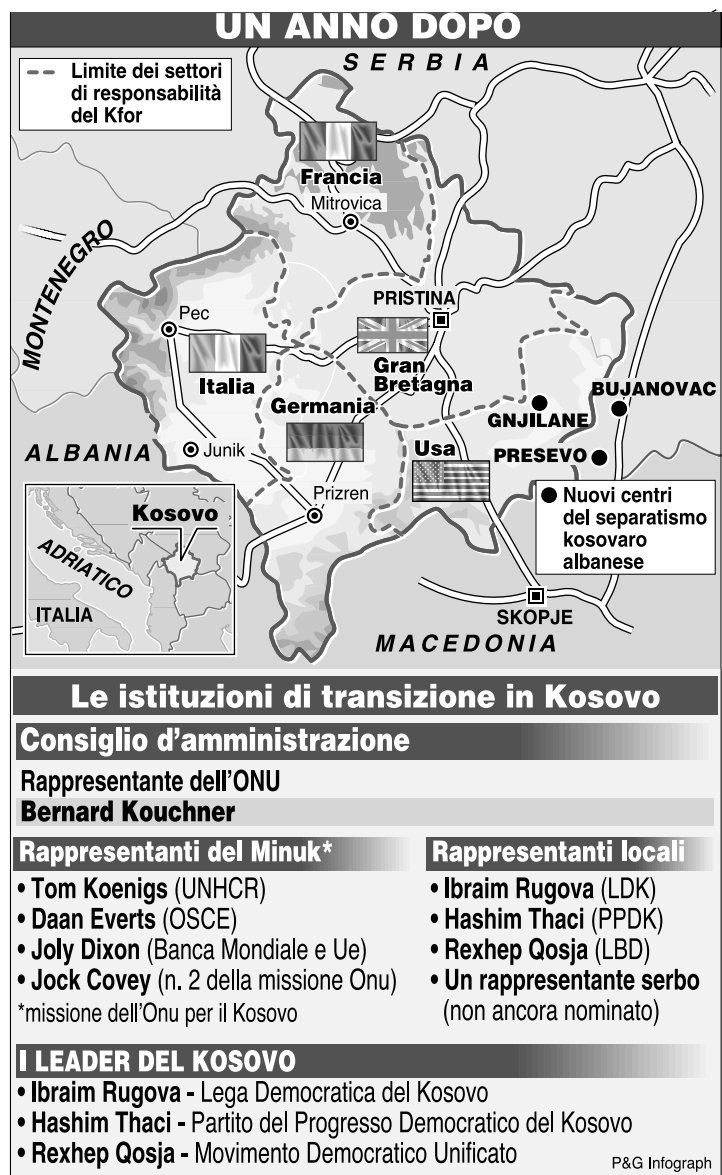 UN ANNO DOPO
Limite dei settori
di responsabilità
del Kfor
SERBIA
Francia
Mitrovica
MONTENEGRO
PRISTINA
Pec
Italia
Gran
Bretagna
Germania
BUJANOVAC
GNJILANE
ALBANIA
Junik
Usa
PRESEVO
Prizren
Nuovi centri
del separatismo
kosovaro
albanese
Kosovo
ADRIATICO
ITALIA
SKOPJE
MACEDONIA
Le istituzioni di transizione in Kosovo
Consiglio d'amministrazione
Rappresentante dell'ONU
Bernard Kouchner
Rappresentanti del Minuk*
• Tom Koenigs (UNHCR)
• Daan Everts (OSCE)
• Joly Dixon (Banca Mondiale e Ue)
• Jock Covey (n. 2 della missione Onu)
*missione dell'Onu per il Kosovo
Rappresentanti locali
• Ibraim Rugova (LDK)
• Hashim Thaci (PPDK)
• Rexhep Qosja (LBD)
• Un rappresentante serbo
(non ancora nominato)
I LEADER DEL KOSOVO
• Ibraim Rugova - Lega Democratica del Kosovo
• Hashim Thaci - Partito del Progresso Democratico del Kosovo
• Rexhep Qosja - Movimento Democratico Unificato
P&G Infograph